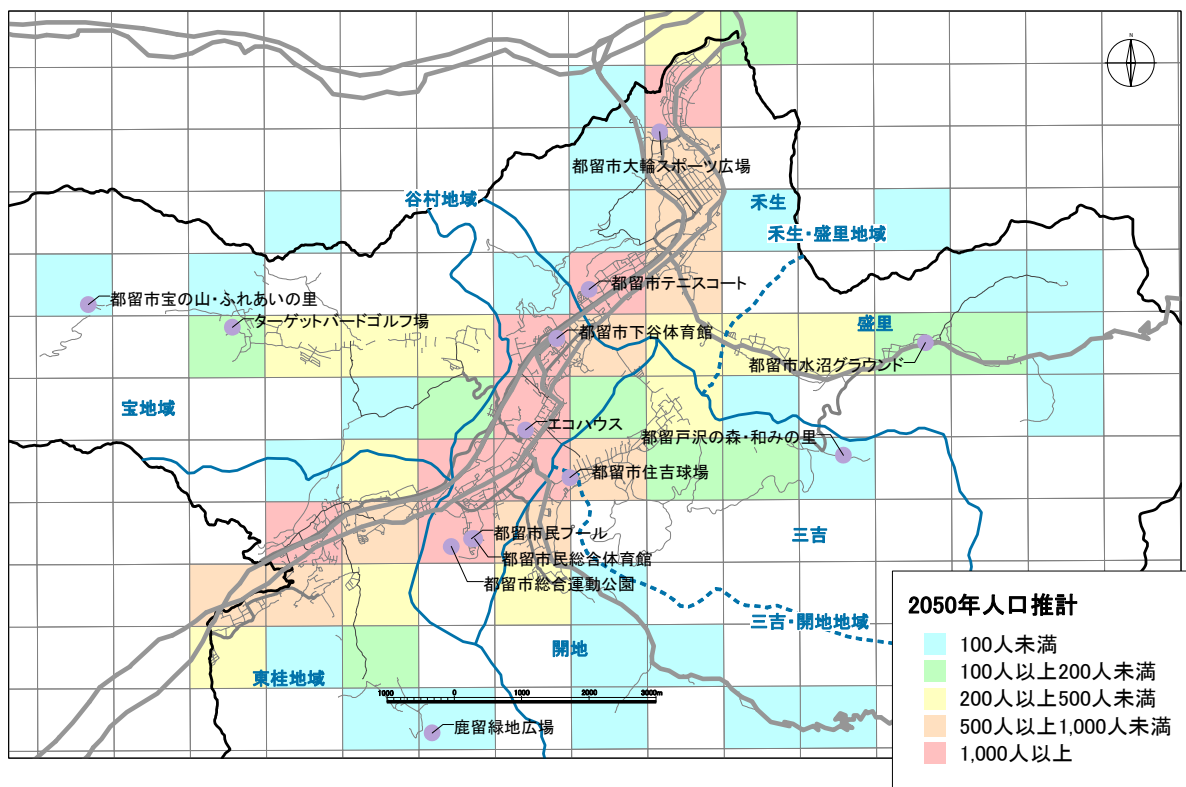 N
都留市大輪スポーツ広場
谷村地域
禾生
禾生・盛里地域
都留市テニスコート
都留市宝の山・ふれあいの里
ターゲットバードゴルフ場
都留市下谷体育館
盛里
都留市水沼グラウンド
宝地域
エコハウス
都留戸沢の森・和みの里
都留市住吉球場
都留市民プール
三吉
都留市民総合体育館
都留市総合運動公園
三吉・開地地域
開地
東桂地域
1000 0 1000 2000 3000m
鹿留緑地広場
2050年人口推計
100人未満
100人以上200人未満
200人以上500人未満
500人以上1,000人未満
1,000人以上